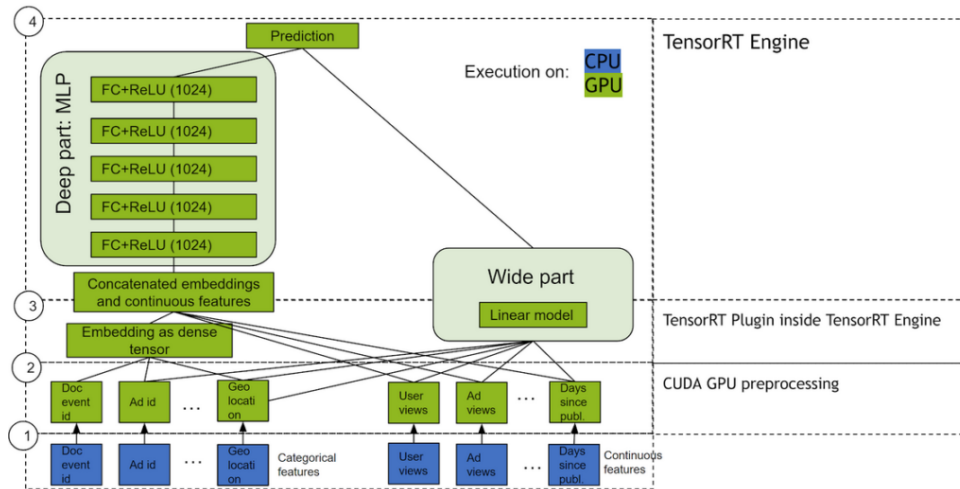 4
Prediction
TensorRT Engine
Execution on:
CPU
GPU
Deep part: MLP
FC+ReLU (1024)
FC+ReLU (1024)
FC+ReLU (1024)
FC+ReLU (1024)
FC+ReLU (1024)
Wide part
Concatenated embeddings
and continuous features
3
Linear model
TensorRT Plugin inside TensorRT Engine
Embedding as dense
tensor
2
CUDA GPU preprocessing
Doc
event
id
Ad id
...
Geo
locati
on
User
views
Ad
views
...
Days
since
publ.
1
Doc
event
id
Ad id
...
Geo
locati
on
Categorical
features
User
views
Ad
views
...
Days
since
publ.
Continuous
features